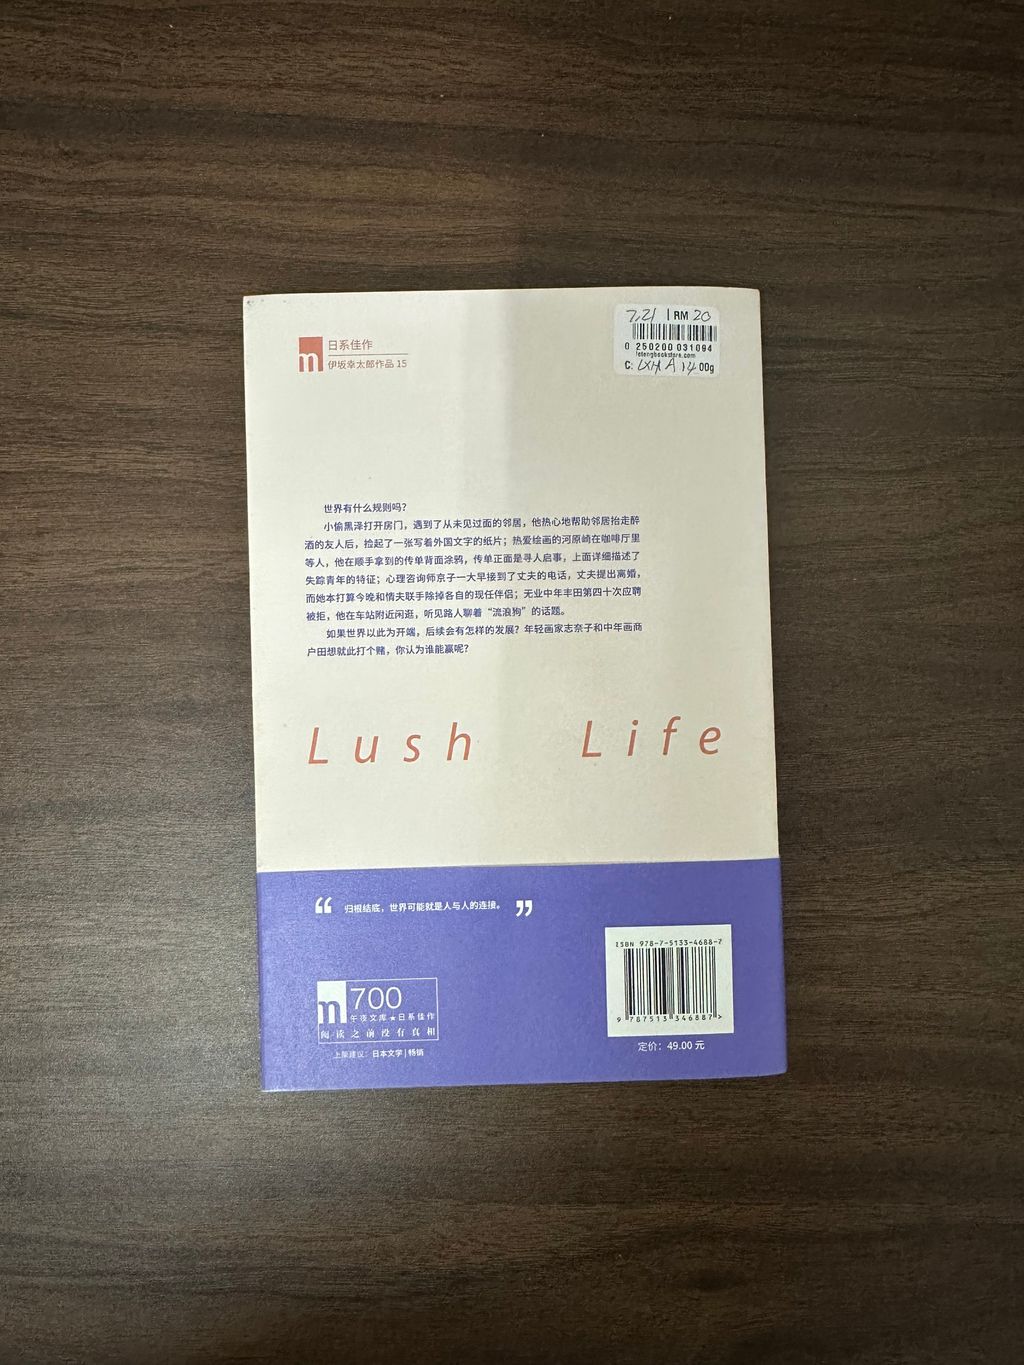 m
日系佳作
伊坂幸太郎作品 15
7.21 | RM 20
0 250200 031094
C: A 14 00g
世界有什么规则吗？
小偷黑泽打开房门，遇到了从未见过面的邻居，他热心地帮助邻居抬走醉
酒的友人后，捡起了一张写着外国文字的纸片；热爱绘画的河原崎在咖啡厅里
等人，他在顺手拿到的传单背面涂鸦，传单正面是寻人启事，上面详细描述了
失踪青年的特征；心理咨询师京子一大早接到了丈夫的电话，丈夫提出离婚，
而她本打算今晚和情夫联手除掉各自的现任伴侣；无业中年丰田第四十次应聘
被拒，他在车站附近闲逛，听见路人聊着“流浪狗”的话题。
如果世界以此为开端，后续会有怎样的发展？年轻画家志奈子和中年画商
户田想就此打个赌，你认为谁能赢呢？
Lush Life
“ 归根结底，世界可能就是人与人的连接。 ”
m 700
午夜文库★日系佳作
阅读之前没有真相
上架建议：日本文学 | 畅销
ISBN 978-7-5133-4688-7
9 787513 346887 >
定价：49.00 元